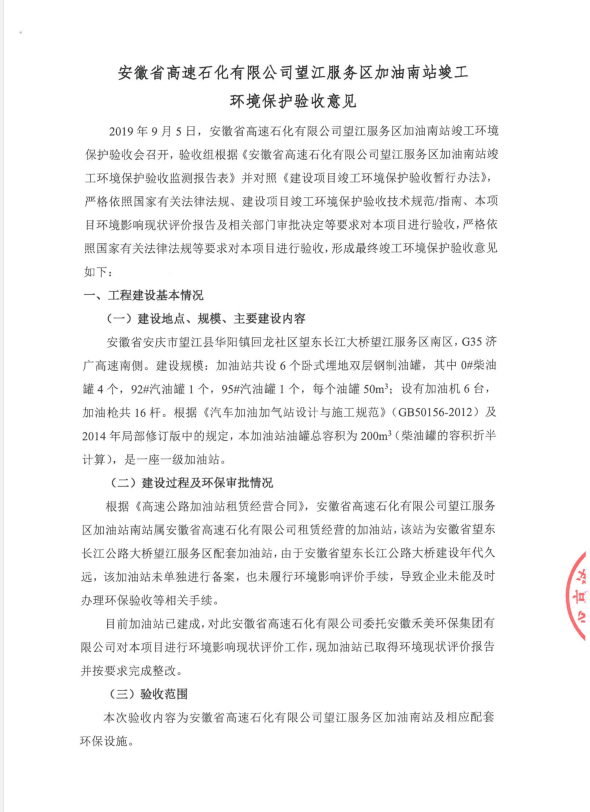 安徽省高速石化有限公司望江服务区加油南站竣工
环境保护验收意见
2019年9月5日，安徽省高速石化有限公司望江服务区加油南站竣工环境
保护验收会召开，验收组根据《安徽省高速石化有限公司望江服务区加油南站竣
工环境保护验收监测报告表》并对照《建设项目竣工环境保护验收暂行办法》，
严格依照国家有关法律法规、建设项目竣工环境保护验收技术规范/指南、本项
目环境影响现状评价报告及相关部门审批决定等要求对本项目进行验收，严格依
照国家有关法律法规等要求对本项目进行验收，形成最终竣工环境保护验收意见
如下：
一、工程建设基本情况
（一）建设地点、规模、主要建设内容
安徽省安庆市望江县华阳镇回龙社区望东长江大桥望江服务区南区，G35 济
广高速南侧。建设规模：加油站共设 6 个卧式埋地双层钢制油罐，其中 0#柴油
罐 4 个，92#汽油罐 1 个，95#汽油罐 1 个，每个油罐 50m³；设有加油机 6 台，
加油枪共 16 杆。根据《汽车加油加气站设计与施工规范》（GB50156-2012）及
2014 年局部修订版中的规定，本加油站油罐总容积为 200m³（柴油罐的容积折半
计算），是一座一级加油站。
（二）建设过程及环保审批情况
根据《高速公路加油站租赁经营合同》，安徽省高速石化有限公司望江服务
区加油站南站属安徽省高速石化有限公司租赁经营的加油站，该站为安徽省望东
长江公路大桥望江服务区配套加油站，由于安徽省望东长江公路大桥建设年代久
远，该加油站未单独进行备案，也未履行环境影响评价手续，导致企业未能及时
办理环保验收等相关手续。
目前加油站已建成，对此安徽省高速石化有限公司委托安徽禾美环保集团有
限公司对本项目进行环境影响现状评价工作，现加油站已取得环境现状评价报告
并按要求完成整改。
（三）验收范围
本次验收内容为安徽省高速石化有限公司望江服务区加油南站及相应配套
环保设施。